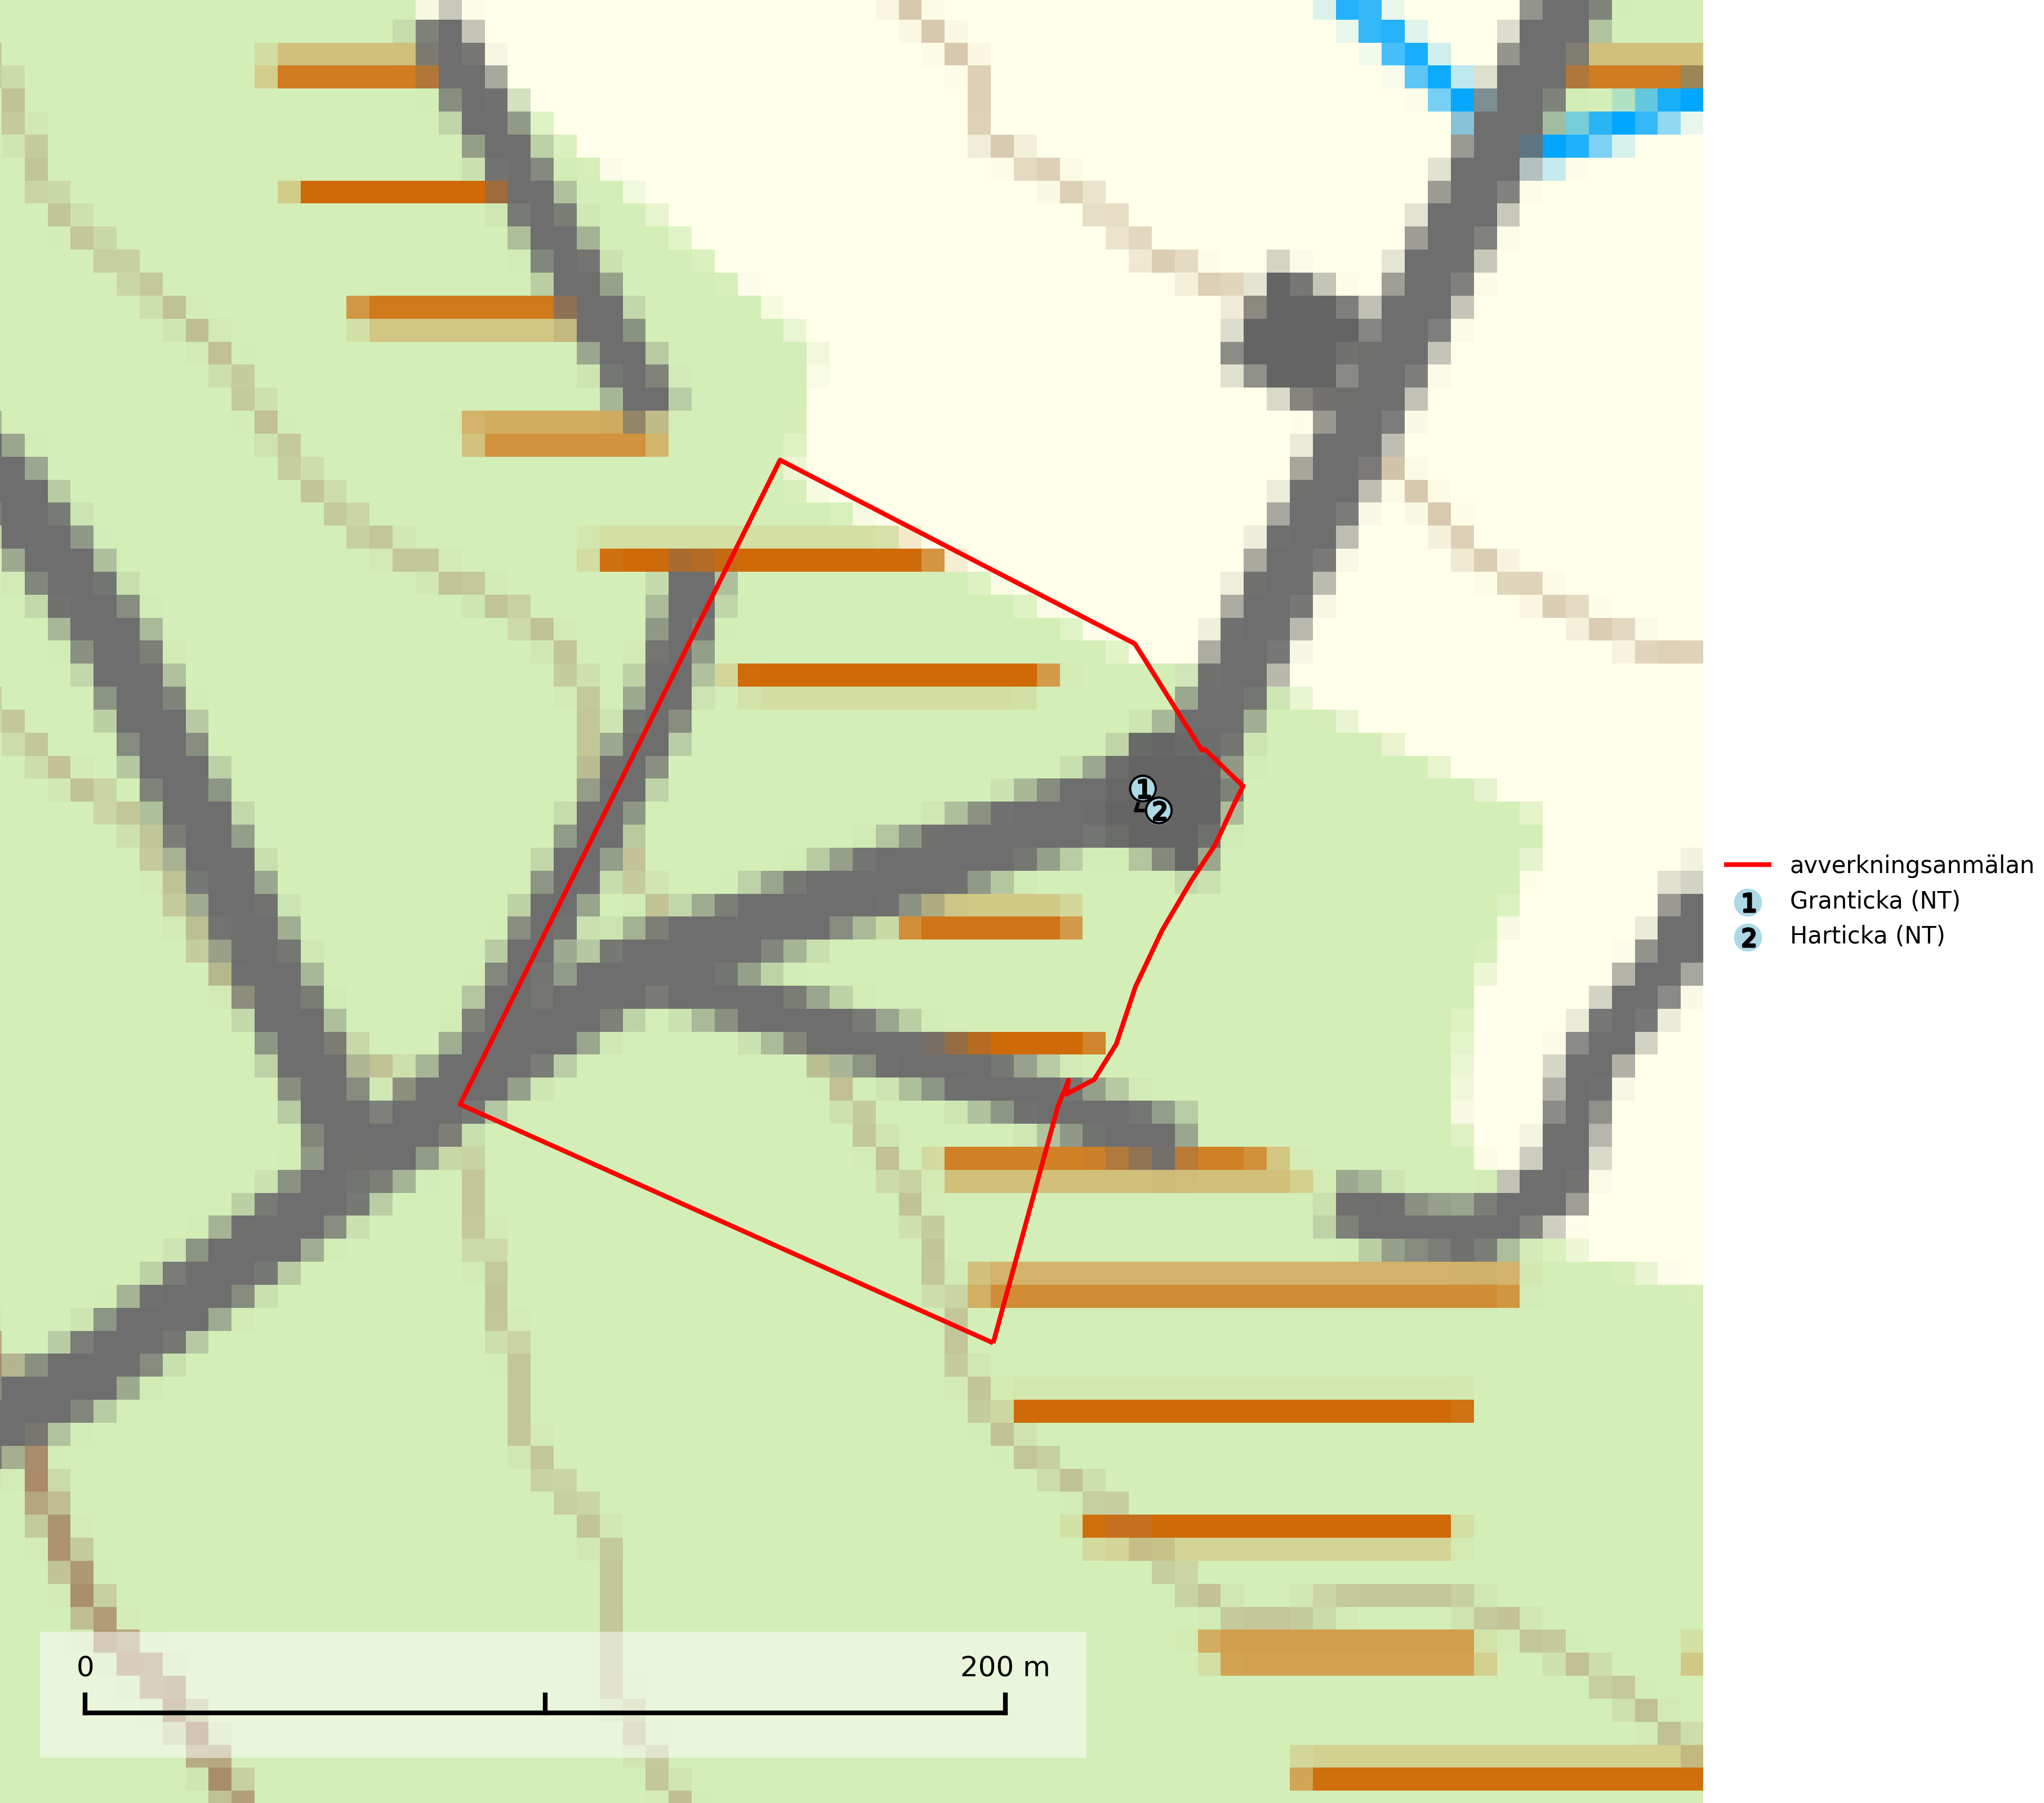 1
2
avverkningsanmälan
1 Granticka (NT)
2 Harticka (NT)
0 200 m